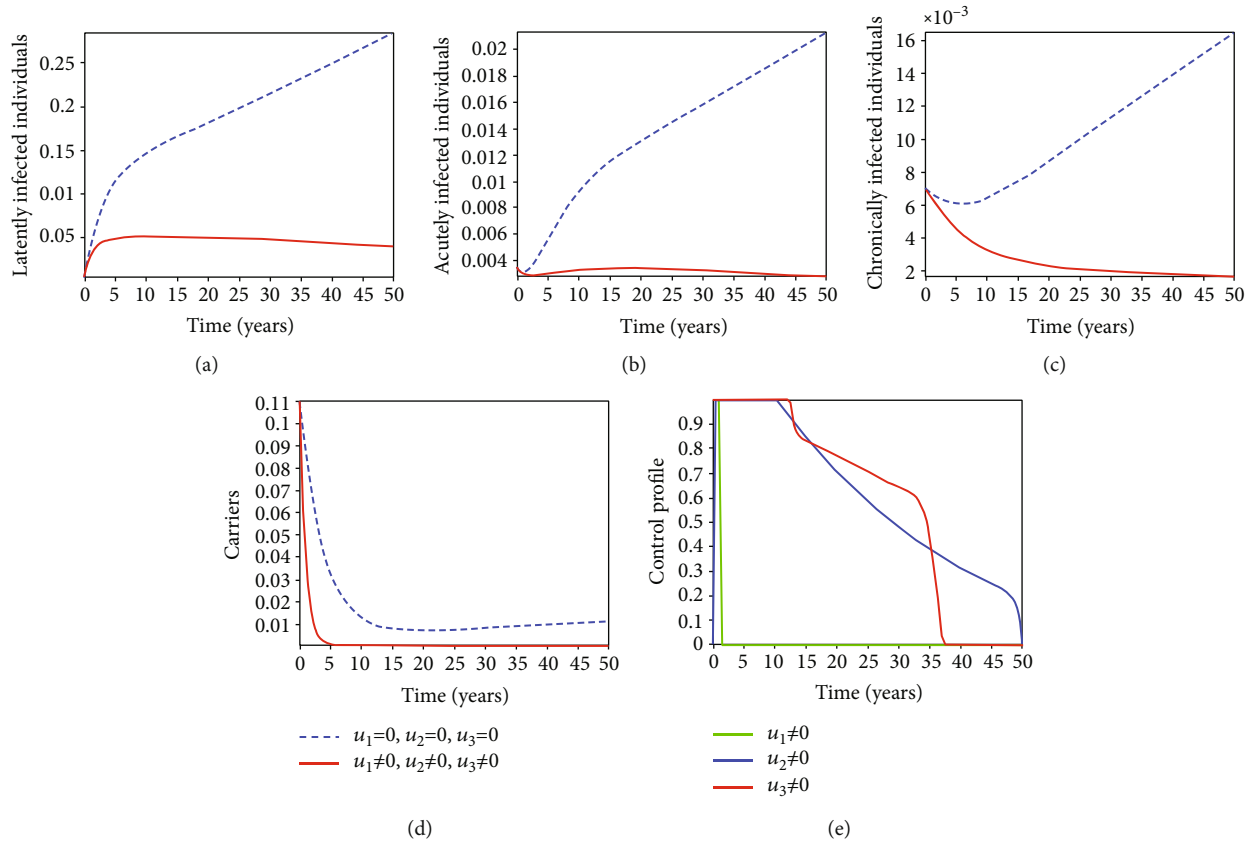 Latently infected individuals
0.25
0.2
0.15
0.1
0.05
0 5 10 15 20 25 30 35 40 45 50
Time (years)
(a)
Acutely infected individuals
0.02
0.018
0.016
0.014
0.012
0.01
0.008
0.006
0.004
0 5 10 15 20 25 30 35 40 45 50
Time (years)
(b)
×10⁻³
Chronically infected individuals
16
14
12
10
8
6
4
2
0 5 10 15 20 25 30 35 40 45 50
Time (years)
(c)
Carriers
0.11
0.1
0.09
0.08
0.07
0.06
0.05
0.04
0.03
0.02
0.01
0 5 10 15 20 25 30 35 40 45 50
Time (years)
u₁=0, u₂=0, u₃=0
u₁≠0, u₂≠0, u₃≠0
(d)
Control profile
0.9
0.8
0.7
0.6
0.5
0.4
0.3
0.2
0.1
0
0 5 10 15 20 25 30 35 40 45 50
Time (years)
u₁≠0
u₂≠0
u₃≠0
(e)